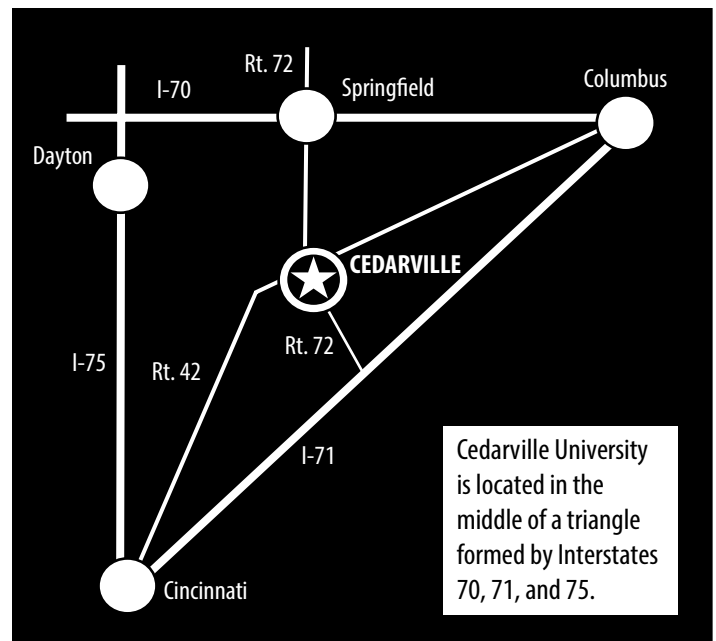 Rt. 72
I-70
Springfield
Columbus
Dayton
CEDARVILLE
Rt. 72
I-75
Rt. 42
I-71
Cedarville University
is located in the
middle of a triangle
formed by Interstates
70, 71, and 75.
Cincinnati